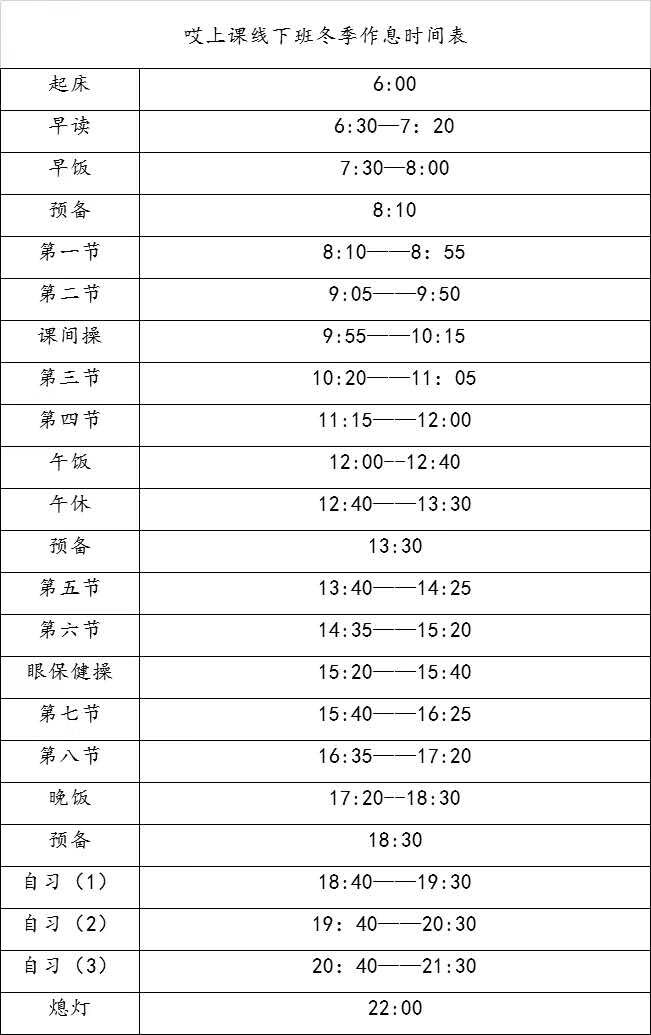 哎上课线下班冬季作息时间表
起床 6:00
早读 6:30—7：20
早饭 7:30—8:00
预备 8:10
第一节 8:10——8：55
第二节 9:05——9:50
课间操 9:55——10:15
第三节 10:20——11：05
第四节 11:15——12:00
午饭 12:00--12:40
午休 12:40——13:30
预备 13:30
第五节 13:40——14:25
第六节 14:35——15:20
眼保健操 15:20——15:40
第七节 15:40——16:25
第八节 16:35——17:20
晚饭 17:20--18:30
预备 18:30
自习（1） 18:40——19:30
自习（2） 19：40——20:30
自习（3） 20：40——21:30
熄灯 22:00